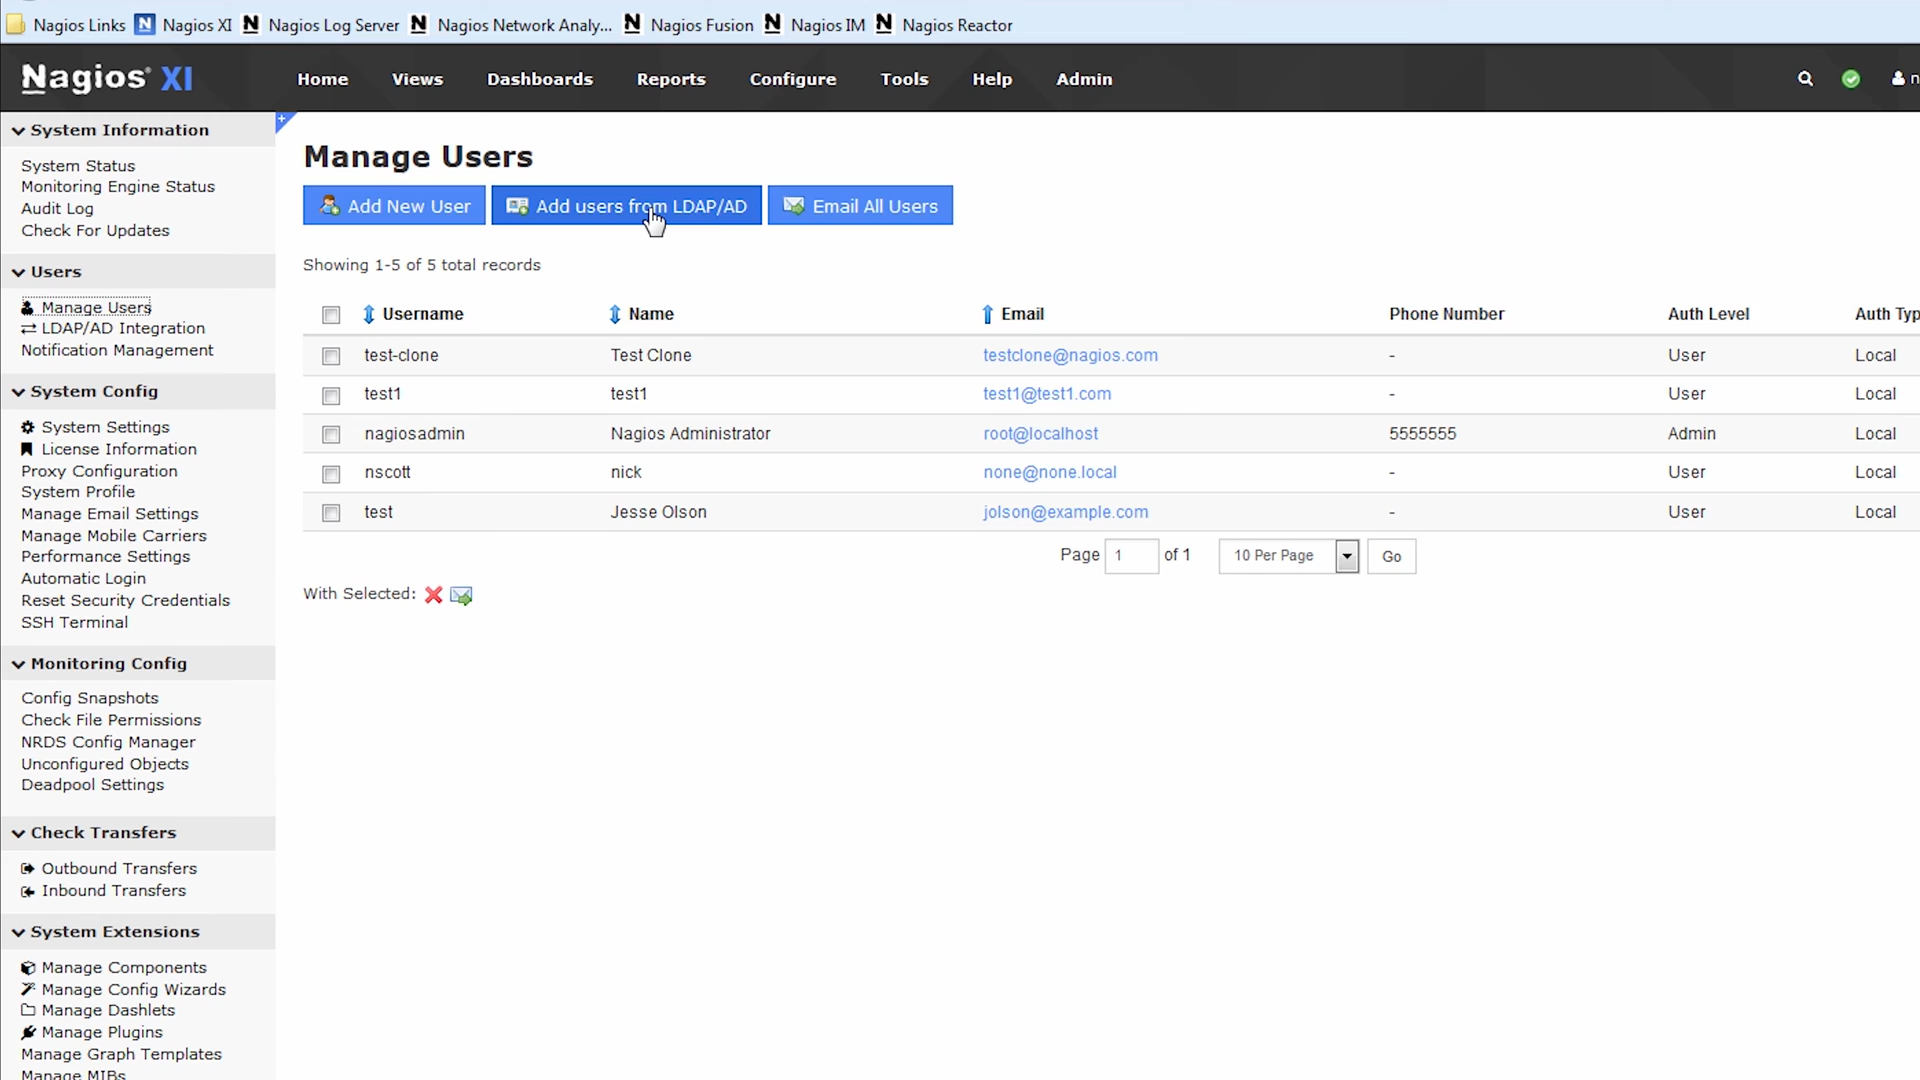 Nagios Links Nagios XI Nagios Log Server Nagios Network Analy... Nagios Fusion Nagios IM Nagios Reactor
Nagios® XI Home Views Dashboards Reports Configure Tools Help Admin n
System Information
System Status
Monitoring Engine Status
Audit Log
Check For Updates
Users
Manage Users
LDAP/AD Integration
Notification Management
System Config
System Settings
License Information
Proxy Configuration
System Profile
Manage Email Settings
Manage Mobile Carriers
Performance Settings
Automatic Login
Reset Security Credentials
SSH Terminal
Monitoring Config
Config Snapshots
Check File Permissions
NRDS Config Manager
Unconfigured Objects
Deadpool Settings
Check Transfers
Outbound Transfers
Inbound Transfers
System Extensions
Manage Components
Manage Config Wizards
Manage Dashlets
Manage Plugins
Manage Graph Templates
Manage MIBs
Manage Users
Add New User Add users from LDAP/AD Email All Users
Showing 1-5 of 5 total records
Username Name Email Phone Number Auth Level Auth Typ
test-clone Test Clone testclone@nagios.com - User Local
test1 test1 test1@test1.com - User Local
nagiosadmin Nagios Administrator root@localhost 5555555 Admin Local
nscott nick none@none.local - User Local
test Jesse Olson jolson@example.com - User Local
Page 1 of 1 10 Per Page Go
With Selected: